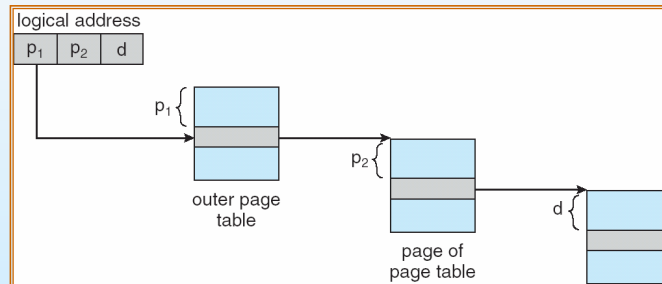 logical address
p1 p2 d
p1
outer page
table
p2
page of
page table
d